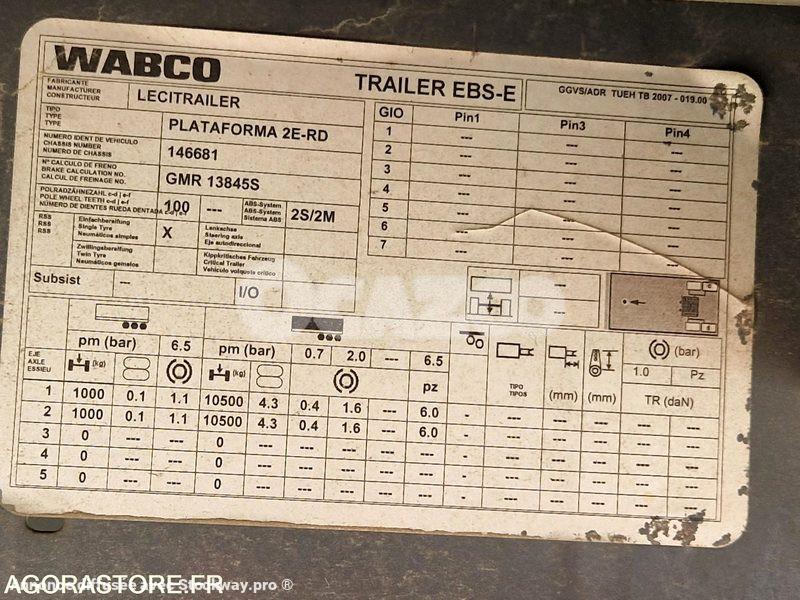 WABCO
TRAILER EBS-E
GGVS/ADR TUEH TB 2007 - 019.00
FABRICANTE
MANUFACTURER
CONSTRUCTEUR
LECITRAILER
TIPO
TYPE
TYPE
PLATAFORMA 2E-RD
NUMERO IDENT DE VEHICULO
CHASSIS NUMBER
NUMERO DE CHASSIS
146681
Nº CALCULO DE FRENO
BRAKE CALCULATION NO.
CALCUL DE FREINAGE NO.
GMR 13845S
POLRADZÄHNEZAHL c-d | e-f
POLE WHEEL TEETH c-d | e-f
NÚMERO DE DIENTES RUEDA DENTADA c-d | e-f
100 ---
ABS-System
ABS-System
Sistema ABS
2S/2M
RSS
RSS
RSS
Einfachbereifung
Single Tyre
Neumáticos simples
X
Lenkachse
Steering axle
Eje autodireccional
Zwillingsbereifung
Twin Tyre
Neumáticos gemelos
Kippkritisches Fahrzeug
Critical Trailer
Vehículo volquete crítico
Subsist --
I/O
GIO Pin1 Pin3 Pin4
1 --- --- ---
2 --- --- ---
3 --- --- ---
4 --- --- ---
5 --- --- ---
6 --- --- ---
7 --- --- ---
---
---
pm (bar) 6.5 pm (bar) 0.7 2.0 --- 6.5
(bar)
1.0 Pz
EJE
AXLE
ESSIEU
(kg) (kg) pz
TIPO
TIPOS
(mm) (mm) TR (daN)
1 1000 0.1 1.1 10500 4.3 0.4 1.6 --- 6.0 - --- --- --- --- ---
2 1000 0.1 1.1 10500 4.3 0.4 1.6 --- 6.0 - --- --- --- --- ---
3 0 --- --- 0 --- --- --- --- --- - --- --- --- --- ---
4 0 --- --- 0 --- --- --- --- --- - --- --- --- --- ---
5 0 --- --- 0 --- --- --- --- --- - --- --- --- --- ---
AGORASTORE.FR
Annonce diffusée avec Stockway.pro ®